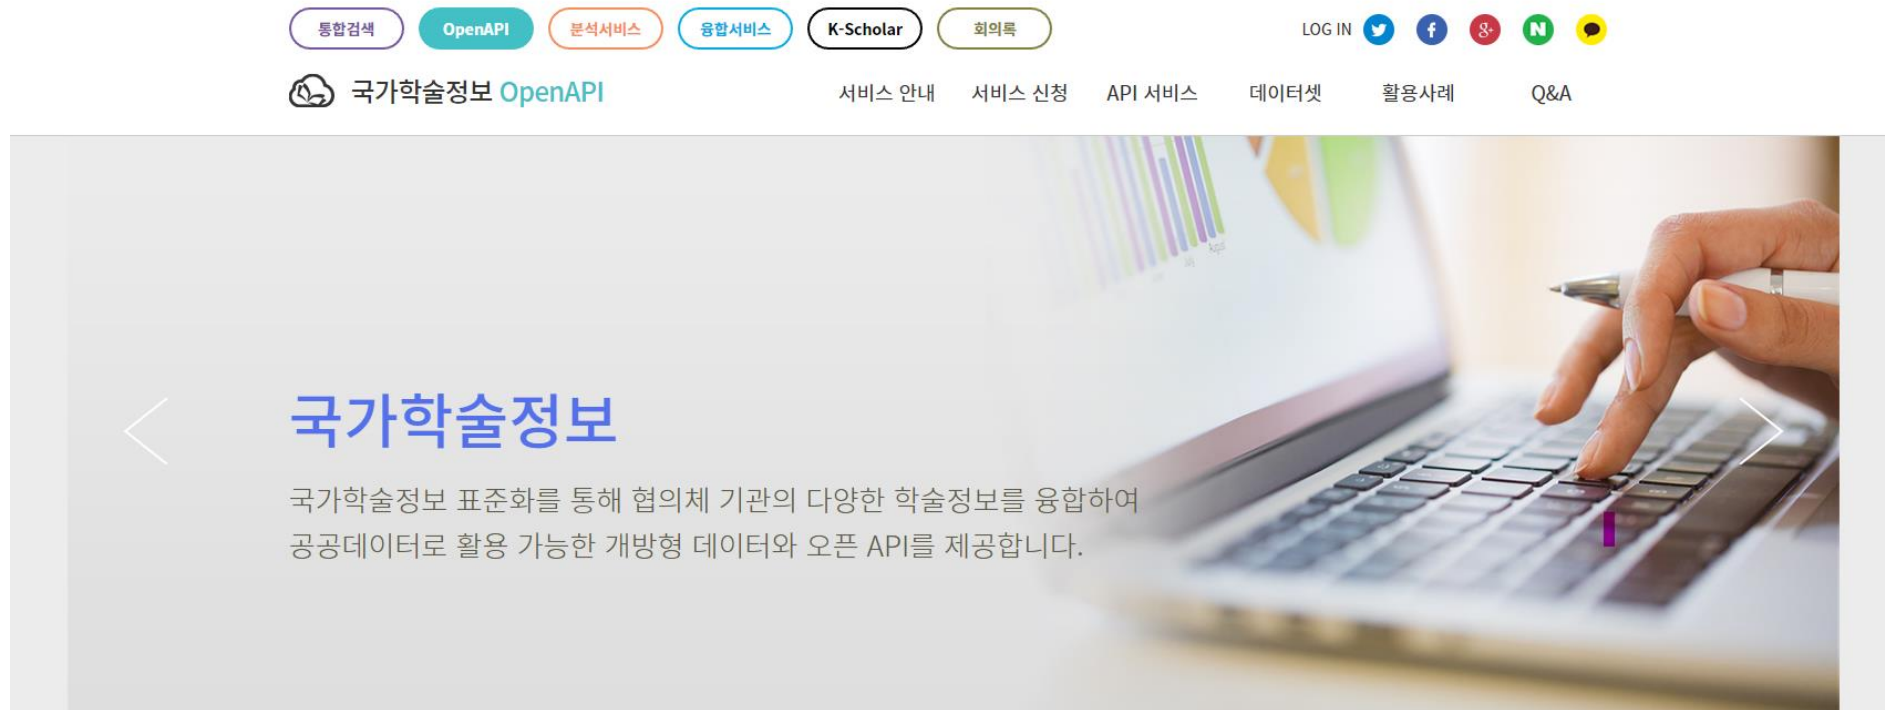 통합검색 OpenAPI 분석서비스 융합서비스 K-Scholar 회의록 LOG IN
국가학술정보 OpenAPI 서비스 안내 서비스 신청 API 서비스 데이터셋 활용사례 Q&A
국가학술정보
국가학술정보 표준화를 통해 협의체 기관의 다양한 학술정보를 융합하여
공공데이터로 활용 가능한 개방형 데이터와 오픈 API를 제공합니다.